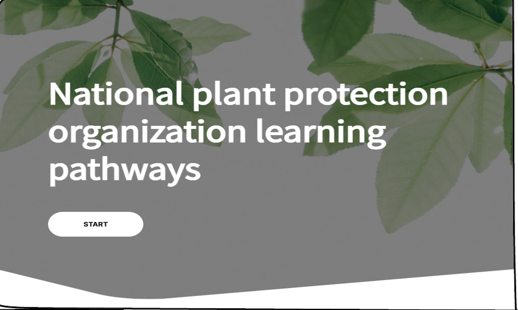 National plant protection
organization learning
pathways
START